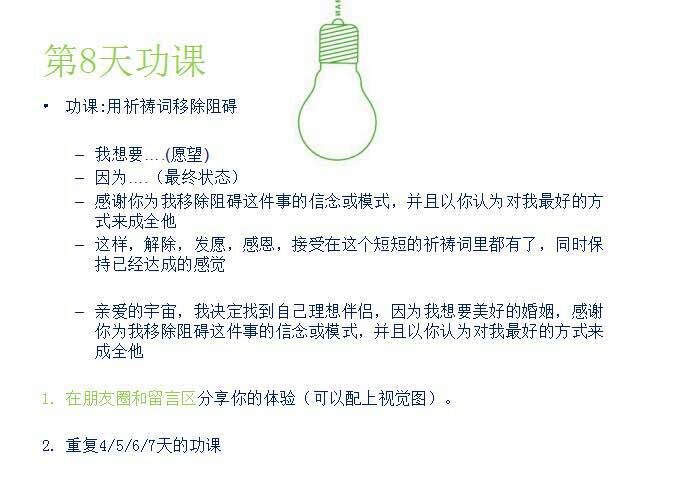 第8天功课
• 功课:用祈祷词移除阻碍
– 我想要….(愿望)
– 因为….（最终状态）
– 感谢你为我移除阻碍这件事的信念或模式，并且以你认为对我最好的方
式来成全他
– 这样，解除，发愿，感恩，接受在这个短短的祈祷词里都有了，同时保
持已经达成的感觉
– 亲爱的宇宙，我决定找到自己理想伴侣，因为我想要美好的婚姻，感谢
你为我移除阻碍这件事的信念或模式，并且以你认为对我最好的方式来
成全他
1. 在朋友圈和留言区分享你的体验（可以配上视觉图）。
2. 重复4/5/6/7天的功课